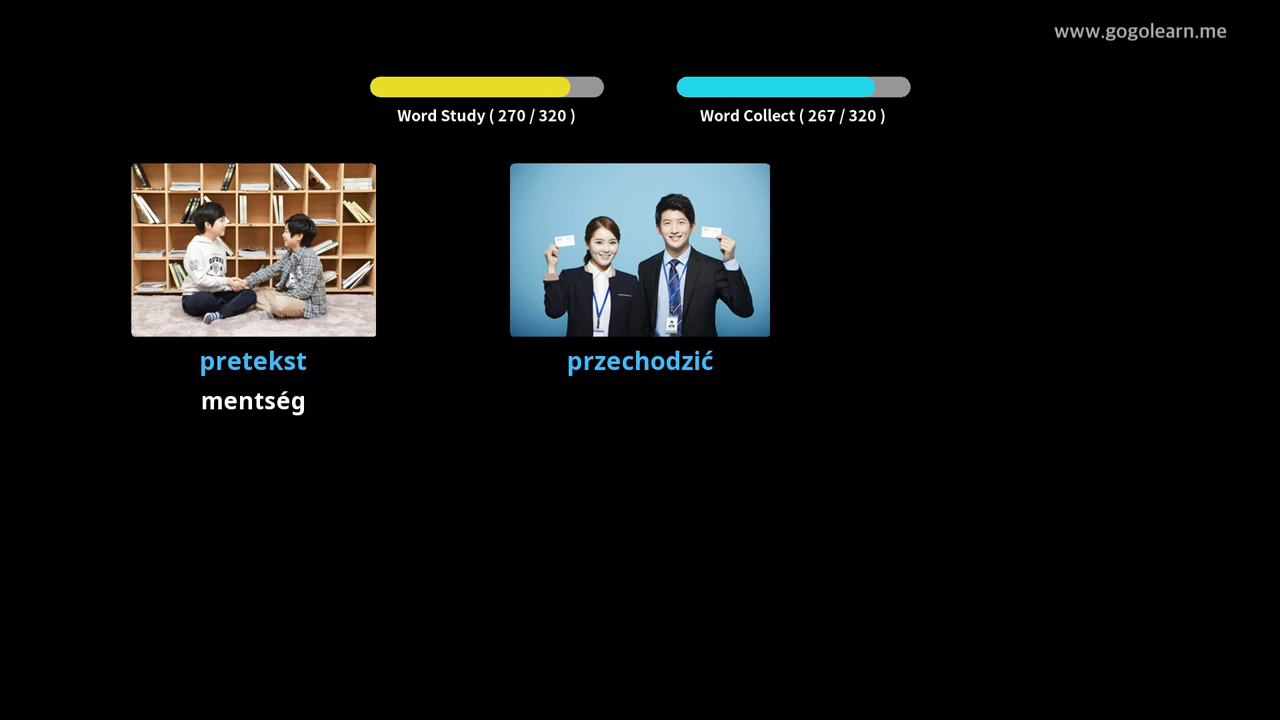 www.gogolearn.me
Word Study ( 270 / 320 )
Word Collect ( 267 / 320 )
pretekst
przechodzić
mentség